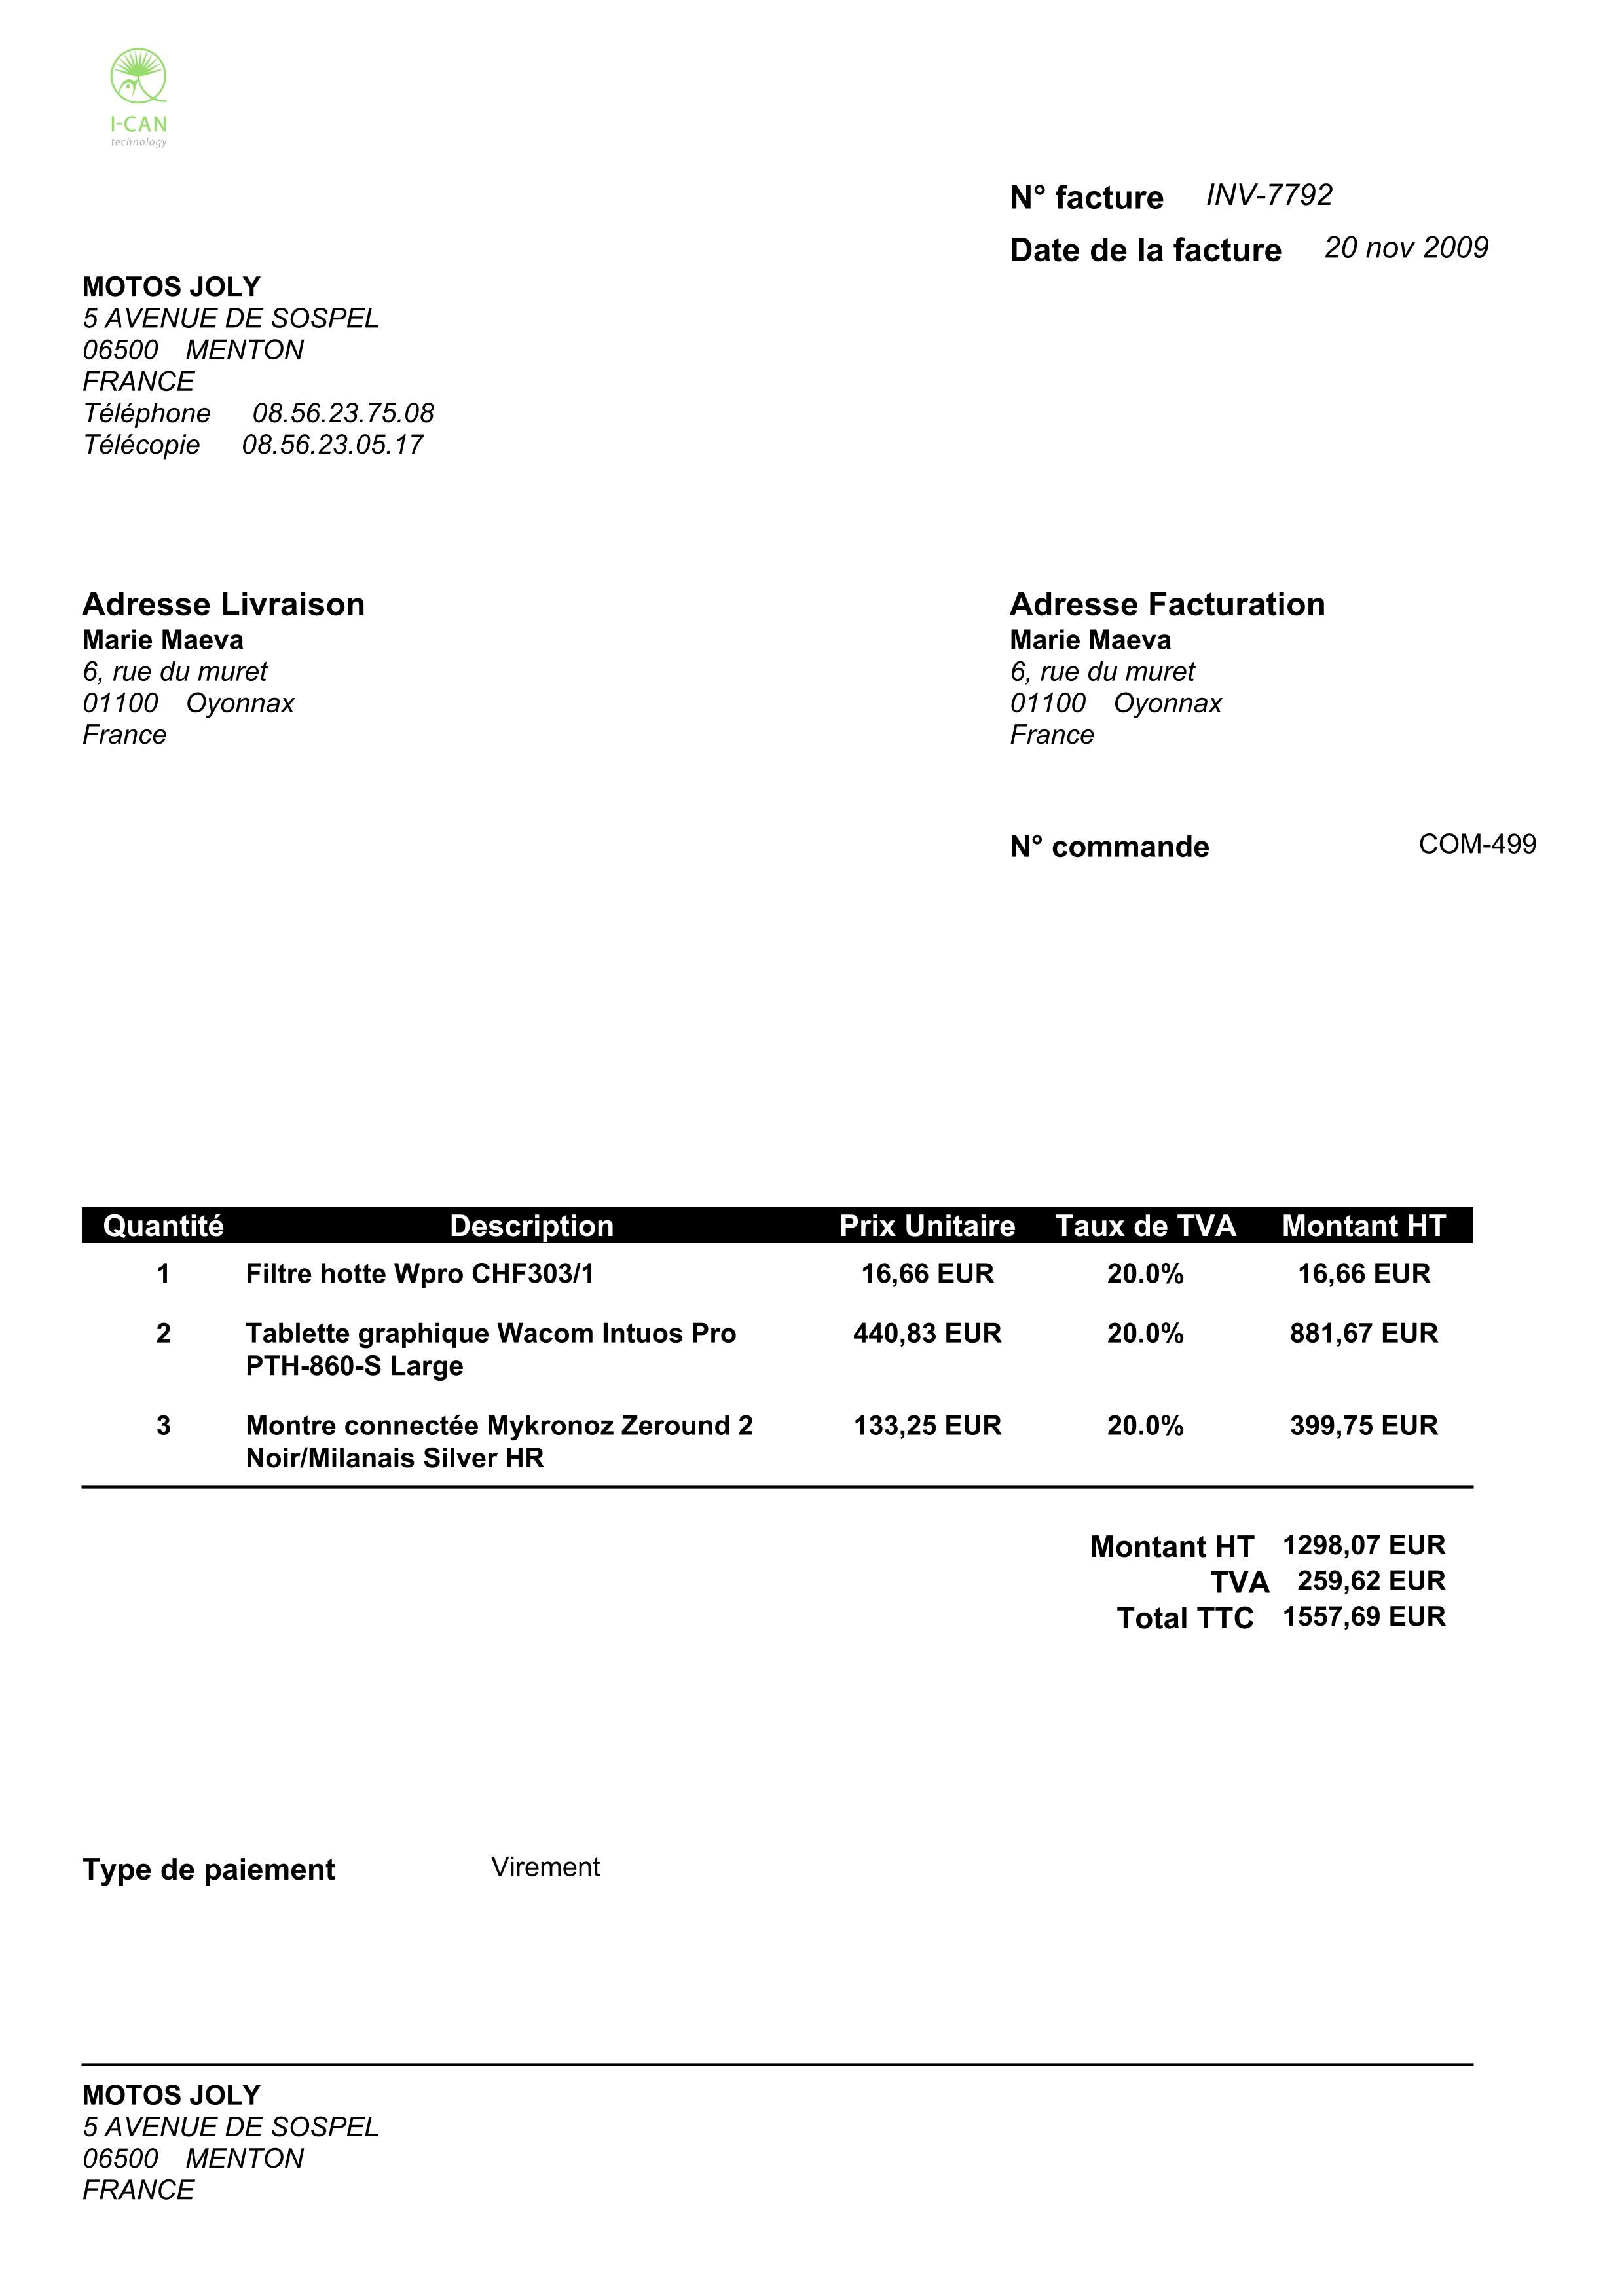 I-CAN
technology
N° facture INV-7792
Date de la facture 20 nov 2009
MOTOS JOLY
5 AVENUE DE SOSPEL
06500 MENTON
FRANCE
Téléphone 08.56.23.75.08
Télécopie 08.56.23.05.17
Adresse Livraison
Marie Maeva
6, rue du muret
01100 Oyonnax
France
Adresse Facturation
Marie Maeva
6, rue du muret
01100 Oyonnax
France
N° commande COM-499
Quantité Description Prix Unitaire Taux de TVA Montant HT
1 Filtre hotte Wpro CHF303/1 16,66 EUR 20.0% 16,66 EUR
2 Tablette graphique Wacom Intuos Pro 440,83 EUR 20.0% 881,67 EUR
PTH-860-S Large
3 Montre connectée Mykronoz Zeround 2 133,25 EUR 20.0% 399,75 EUR
Noir/Milanais Silver HR
Montant HT 1298,07 EUR
TVA 259,62 EUR
Total TTC 1557,69 EUR
Type de paiement Virement
MOTOS JOLY
5 AVENUE DE SOSPEL
06500 MENTON
FRANCE